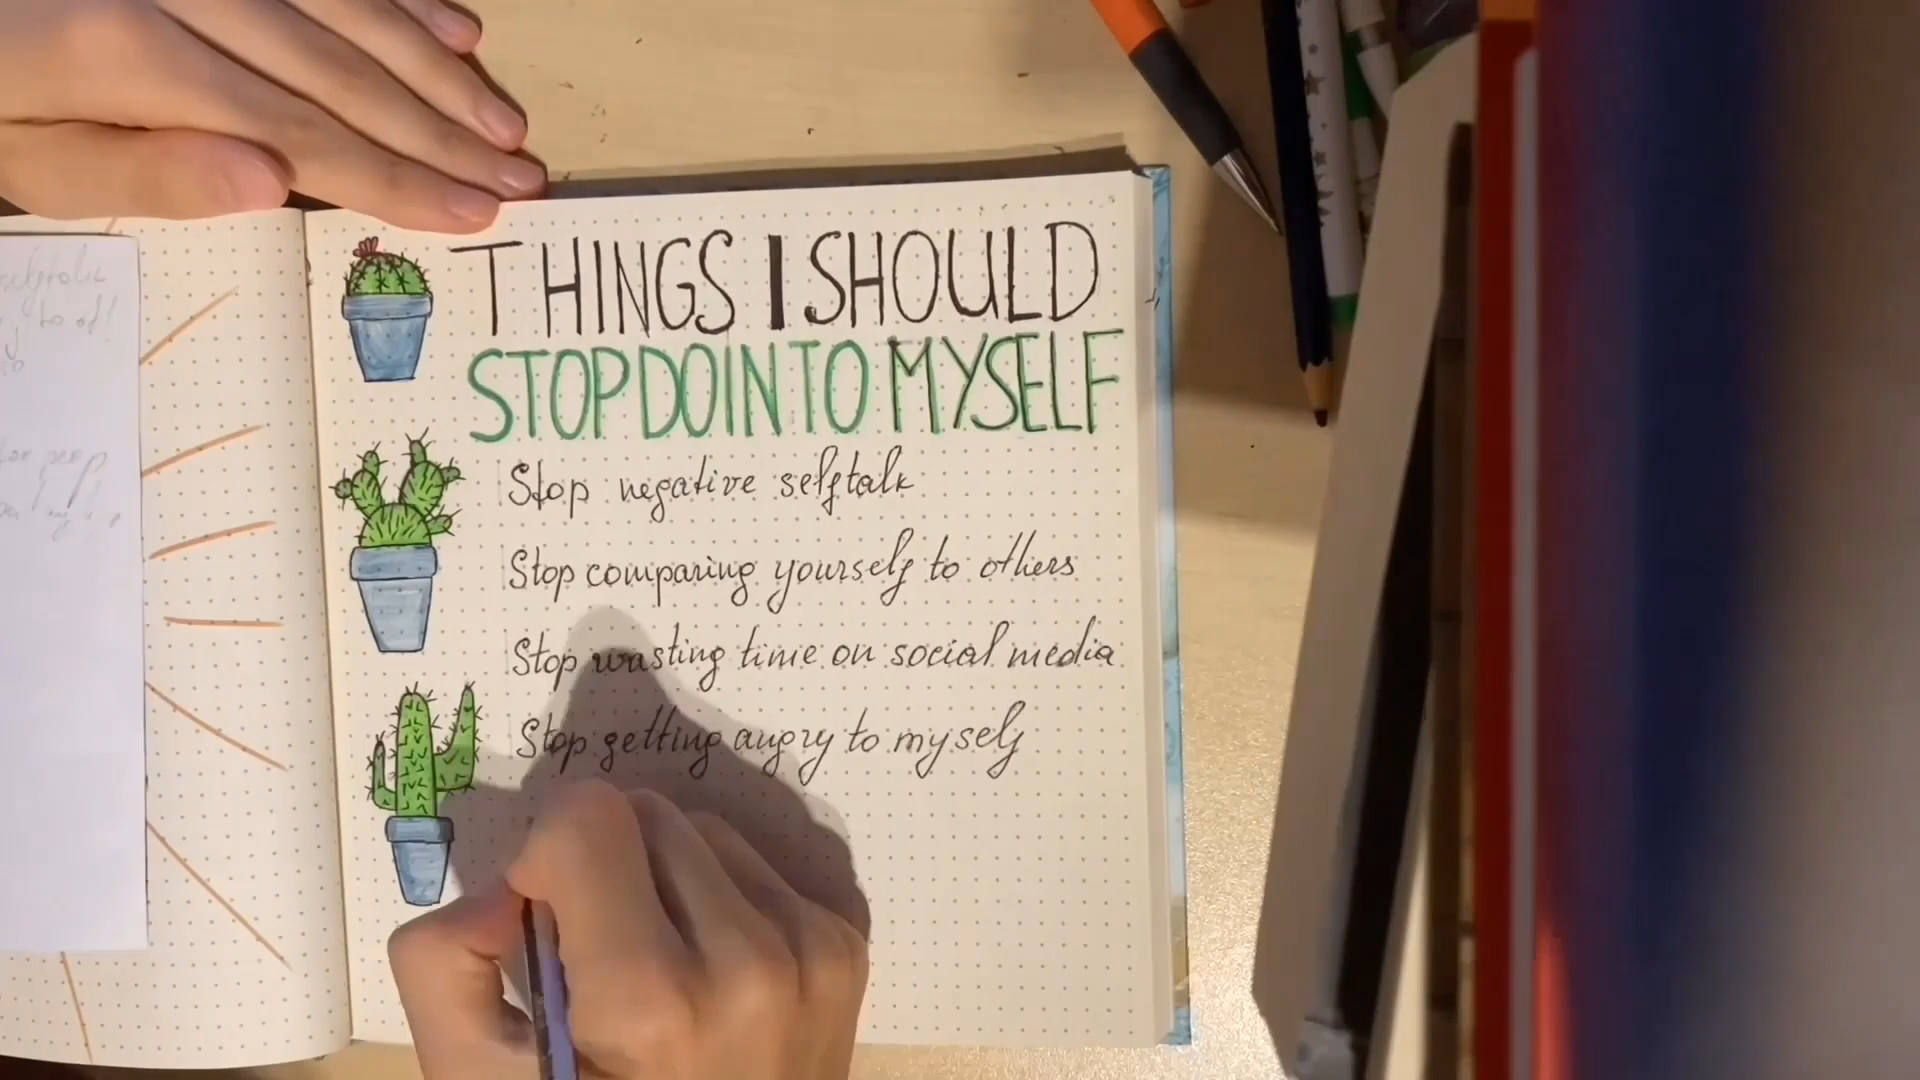 THINGS I SHOULD
STOP DOIN TO MYSELF
Stop negative selftalk
Stop comparing yourself to others
Stop wasting time on social media
Stop getting angry to myself